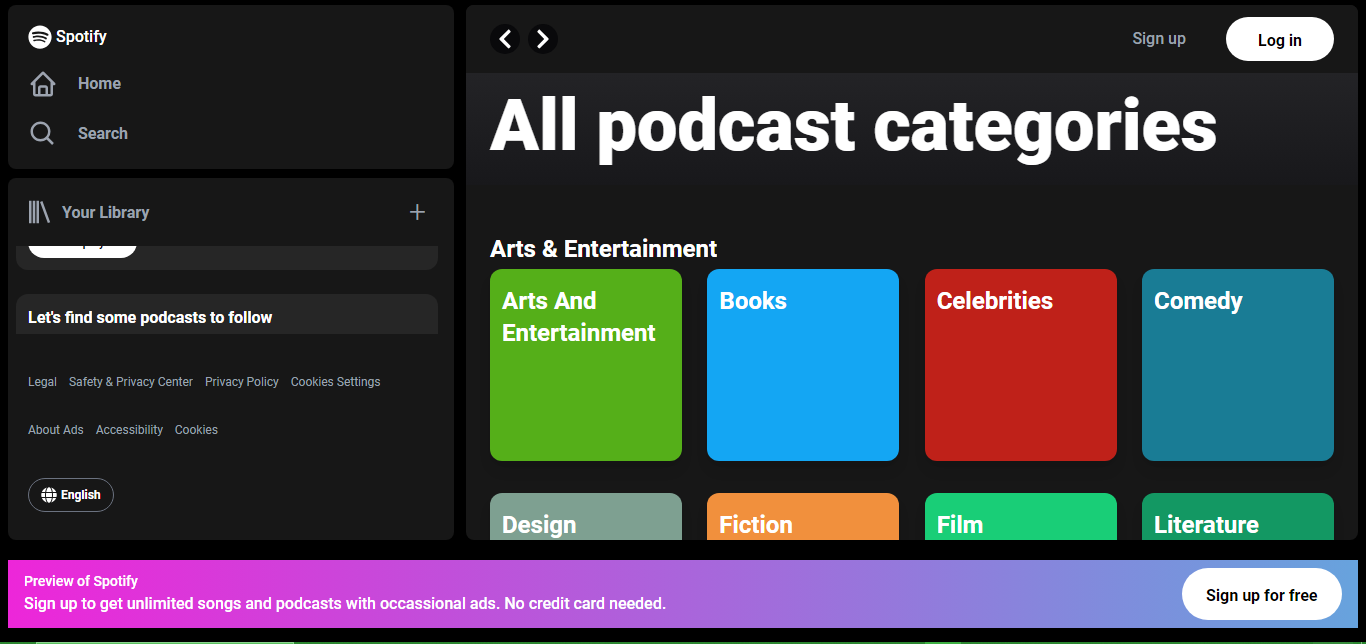 Spotify
Home
Search
Your Library
Let's find some podcasts to follow
Legal Safety & Privacy Center Privacy Policy Cookies Settings
About Ads Accessibility Cookies
English
Sign up
Log in
All podcast categories
Arts & Entertainment
Arts And
Entertainment
Books
Celebrities
Comedy
Design
Fiction
Film
Literature
Preview of Spotify
Sign up to get unlimited songs and podcasts with occassional ads. No credit card needed.
Sign up for free